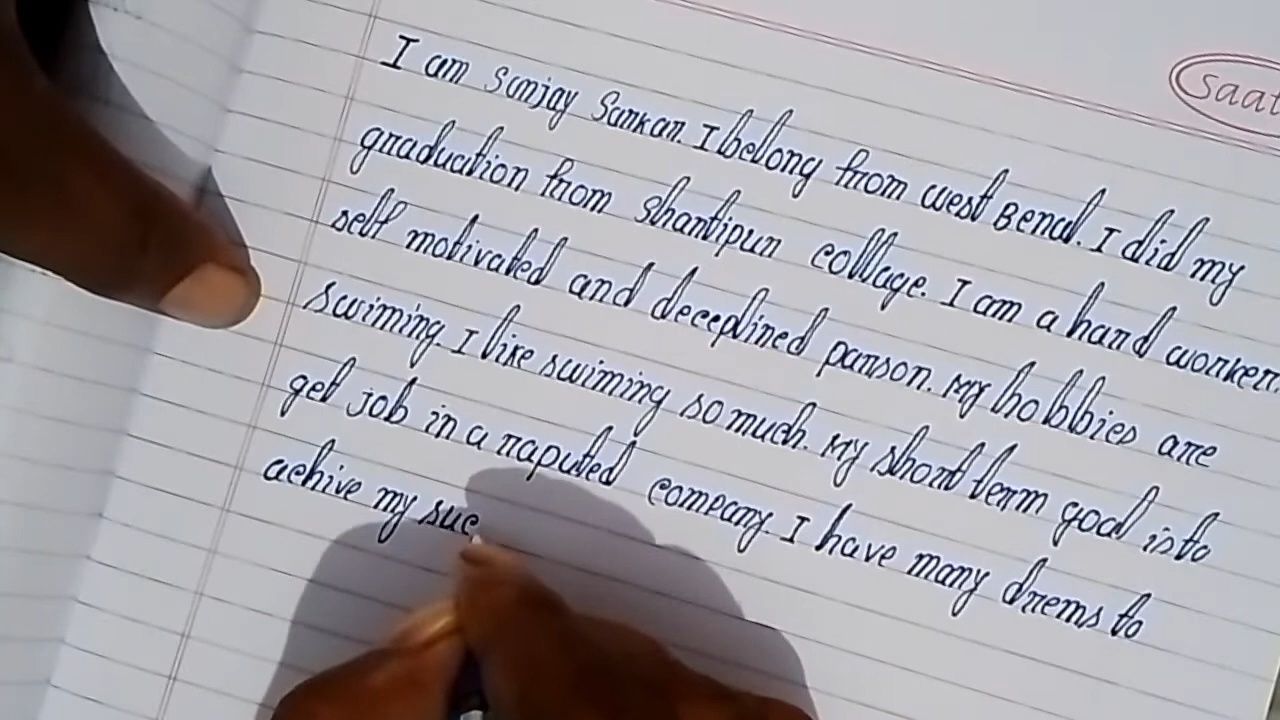 saat
I am Sanjay Sarkar. I belong from west Bengal. I did my
graduation from shantipur collage. I am a hard worker.
self motivated and deceplined parson. My hobbies are
swiming. I like swiming so much. My short term goal is to
get job in a raputed company. I have many drems to
achive my suc